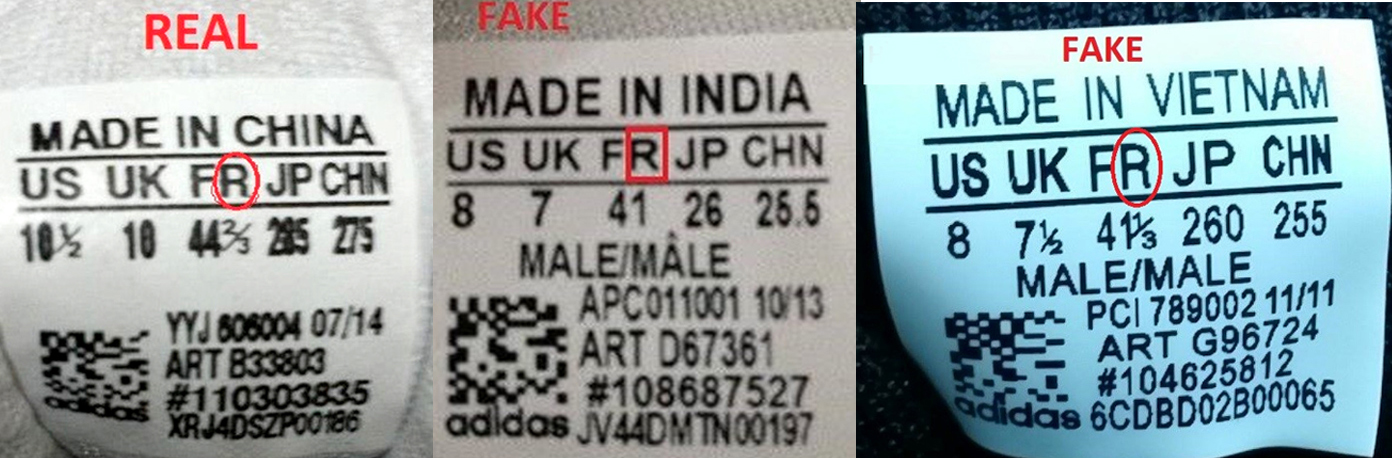 REAL
MADE IN CHINA
US UK FR JP CHN
10½ 10 44⅔ 285 275
YYJ 606004 07/14
ART B33803
#110303835
adidas XRJ4DSZP00186
FAKE
MADE IN INDIA
US UK FR JP CHN
8 7 41 26 25.5
MALE/MÂLE
APC011001 10/13
ART D67361
#108687527
adidas JV44DMTN00197
FAKE
MADE IN VIETNAM
US UK FR JP CHN
8 7½ 41⅓ 260 255
MALE/MALE
PCI 789002 11/11
ART G96724
#104625812
adidas 6CDBD02B00065